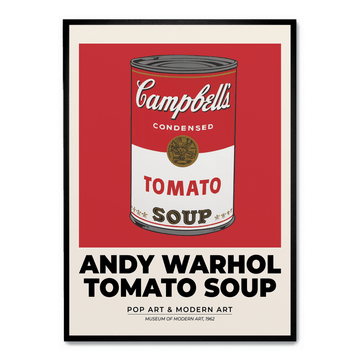 Campbell's
CONDENSED
TOMATO
SOUP
ANDY WARHOL
TOMATO SOUP
POP ART & MODERN ART
MUSEUM OF MODERN ART, 1962